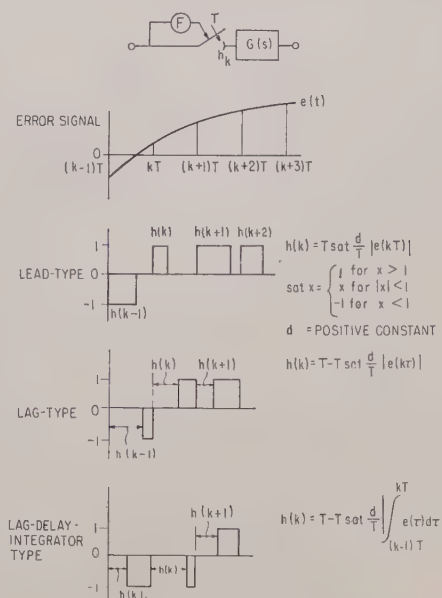 F
T
h_k
G(s)
ERROR SIGNAL
e(t)
0
(k-1)T
kT
(k+1)T
(k+2)T
(k+3)T
h(k)
h(k+1)
h(k+2)
LEAD-TYPE
1
0
-1
h(k-1)
h(k) = T sat d/T |e(kT)|
sat x = { 1 for x > 1
x for |x| < 1
-1 for x < 1
d = POSITIVE CONSTANT
h(k)
h(k+1)
h(k) = T-T sat d/T |e(kτ)|
LAG-TYPE
1
0
-1
h(k-1)
h(k+1)
LAG-DELAY-
INTEGRATOR
TYPE
1
0
-1
h(k)
h(k) = T-T sat d/T | ∫ kT (k-1)T e(τ)dτ